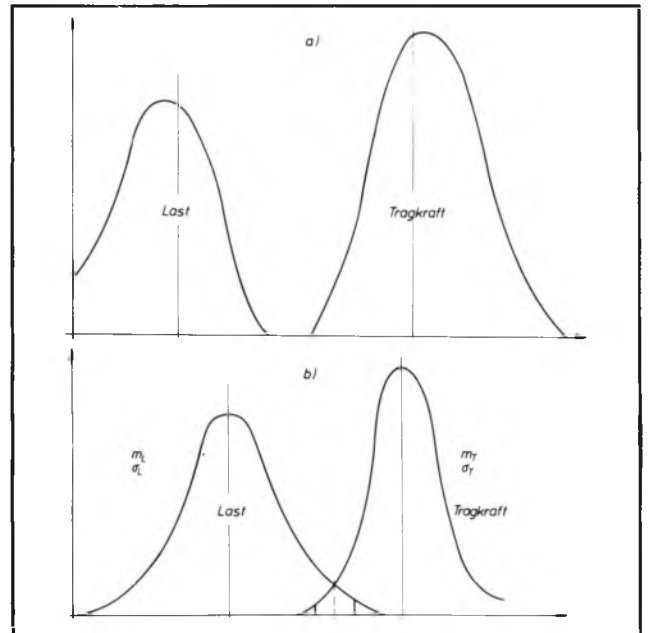 a)
Last
Tragkraft
b)
m_L
σ_L
m_T
σ_T
Last
Tragkraft